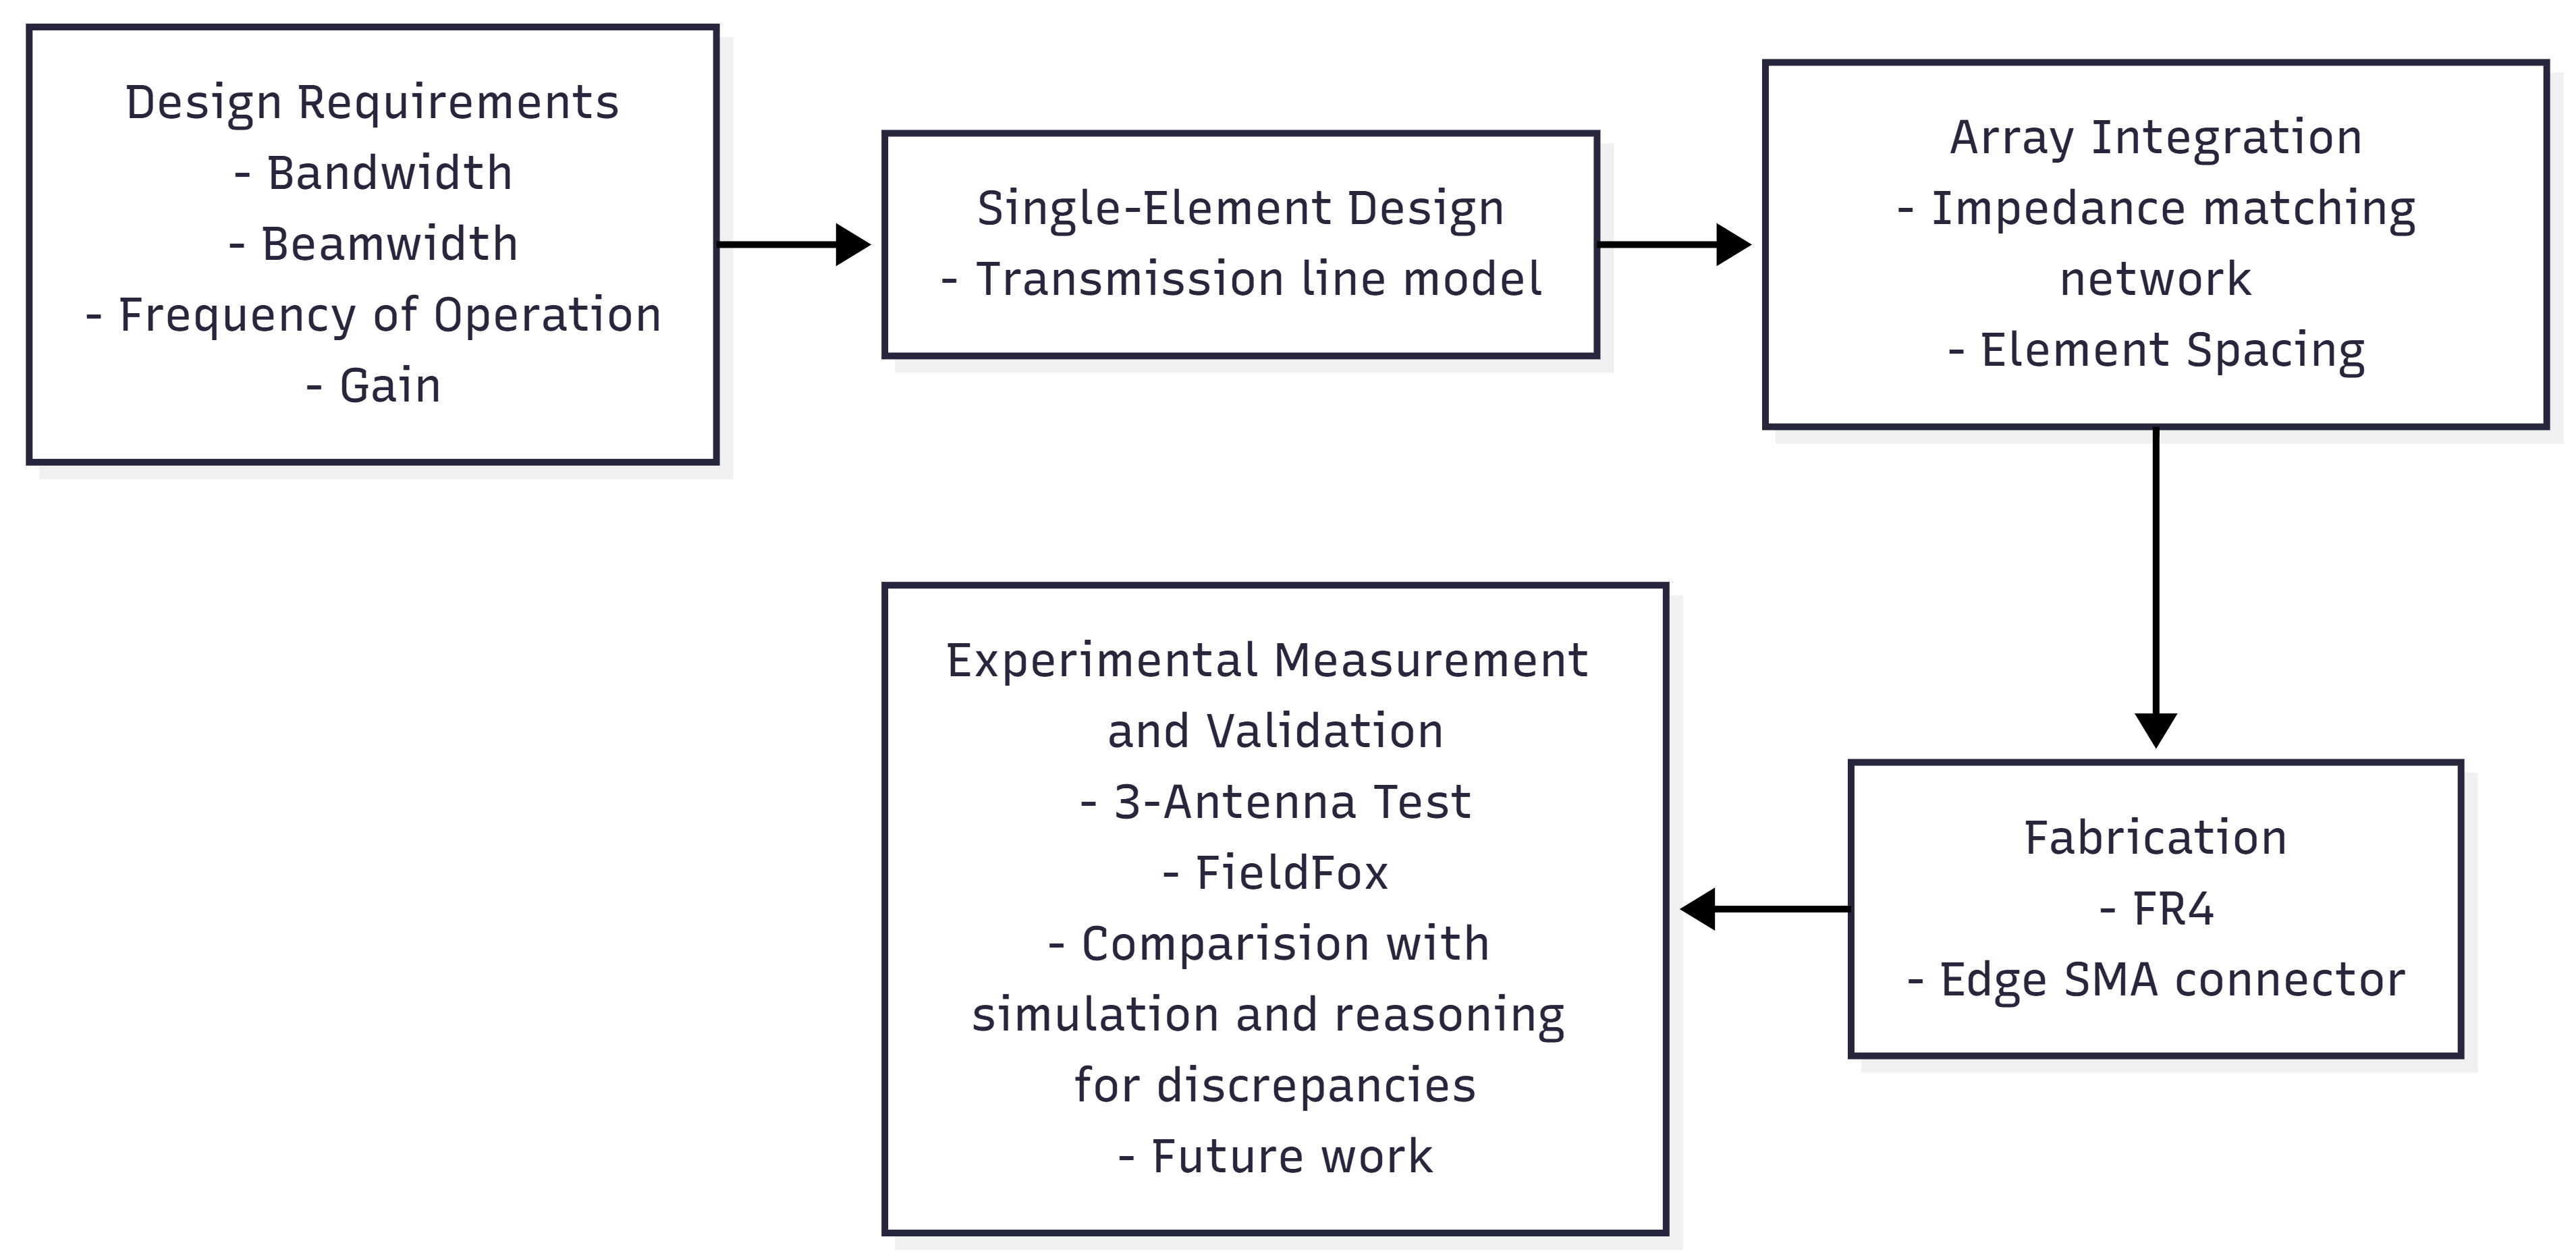 Design Requirements
- Bandwidth
- Beamwidth
- Frequency of Operation
- Gain
Single-Element Design
- Transmission line model
Array Integration
- Impedance matching
network
- Element Spacing
Fabrication
- FR4
- Edge SMA connector
Experimental Measurement
and Validation
- 3-Antenna Test
- FieldFox
- Comparision with
simulation and reasoning
for discrepancies
- Future work